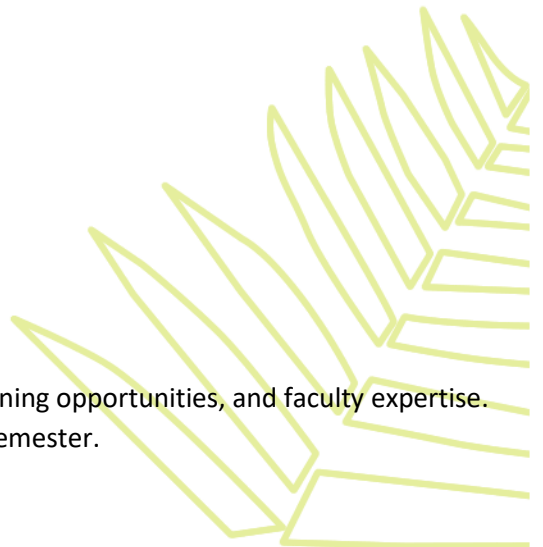 ning opportunities, and faculty expertise.
emester.